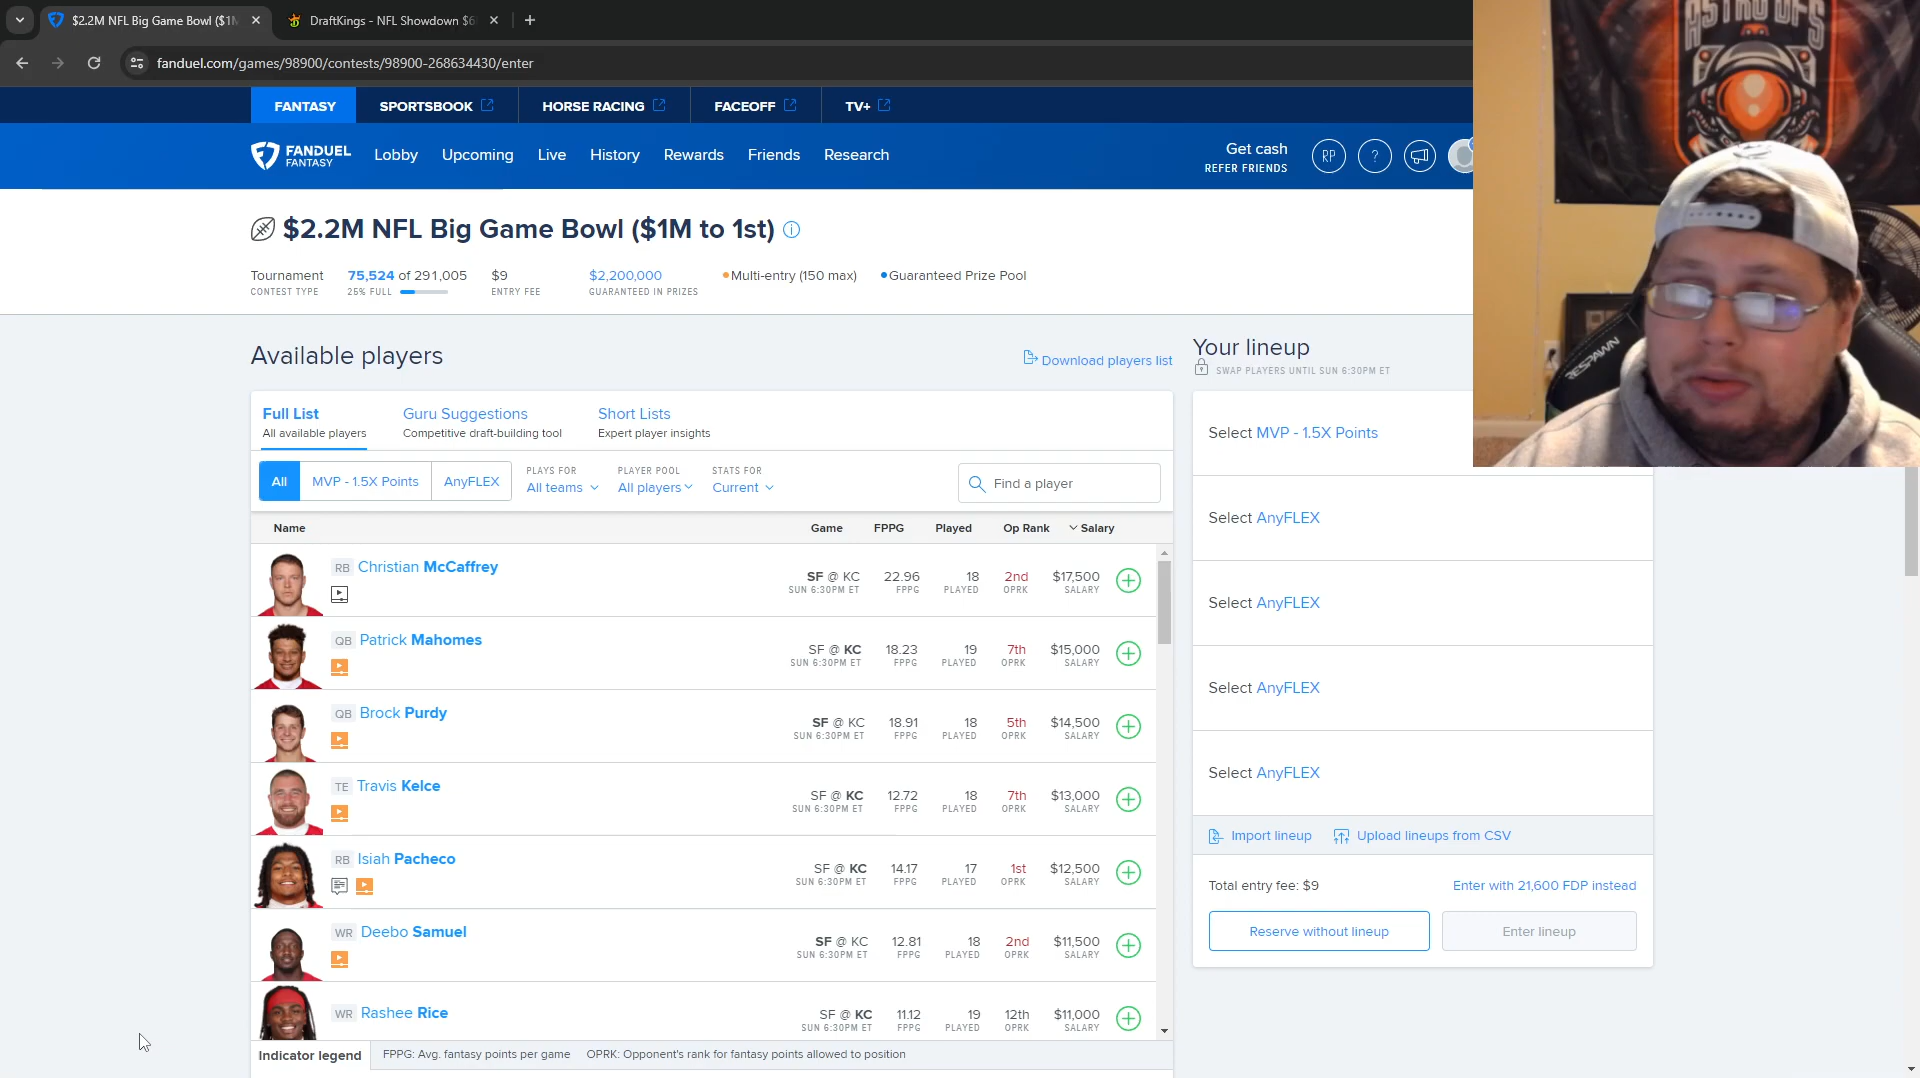 $2.2M NFL Big Game Bowl ($1M
DraftKings - NFL Showdown $6
fanduel.com/games/98900/contests/98900-268634430/enter
FANTASY SPORTSBOOK HORSE RACING FACEOFF TV+
FANDUEL
FANTASY
Lobby Upcoming Live History Rewards Friends Research
Get cash
REFER FRIENDS
RP
?
ASTRO DFS
RESPAWN
$2.2M NFL Big Game Bowl ($1M to 1st)
Tournament 75,524 of 291,005 $9 $2,200,000 Multi-entry (150 max) Guaranteed Prize Pool
CONTEST TYPE 25% FULL ENTRY FEE GUARANTEED IN PRIZES
Available players
Download players list
Full List Guru Suggestions Short Lists
All available players Competitive draft-building tool Expert player insights
All MVP - 1.5X Points AnyFLEX
PLAYS FOR PLAYER POOL STATS FOR
All teams All players Current
Find a player
Name Game FPPG Played Op Rank Salary
RB Christian McCaffrey SF @ KC 22.96 18 2nd $17,500
SUN 6:30PM ET FPPG PLAYED OPRK SALARY
QB Patrick Mahomes SF @ KC 18.23 19 7th $15,000
SUN 6:30PM ET FPPG PLAYED OPRK SALARY
QB Brock Purdy SF @ KC 18.91 18 5th $14,500
SUN 6:30PM ET FPPG PLAYED OPRK SALARY
TE Travis Kelce SF @ KC 12.72 18 7th $13,000
SUN 6:30PM ET FPPG PLAYED OPRK SALARY
RB Isiah Pacheco SF @ KC 14.17 17 1st $12,500
SUN 6:30PM ET FPPG PLAYED OPRK SALARY
WR Deebo Samuel SF @ KC 12.81 18 2nd $11,500
SUN 6:30PM ET FPPG PLAYED OPRK SALARY
WR Rashee Rice SF @ KC 11.12 19 12th $11,000
SUN 6:30PM ET FPPG PLAYED OPRK SALARY
Indicator legend FPPG: Avg. fantasy points per game OPRK: Opponent's rank for fantasy points allowed to position
Your lineup
SWAP PLAYERS UNTIL SUN 6:30PM ET
Select MVP - 1.5X Points
Select AnyFLEX
Select AnyFLEX
Select AnyFLEX
Select AnyFLEX
Import lineup Upload lineups from CSV
Total entry fee: $9 Enter with 21,600 FDP instead
Reserve without lineup Enter lineup